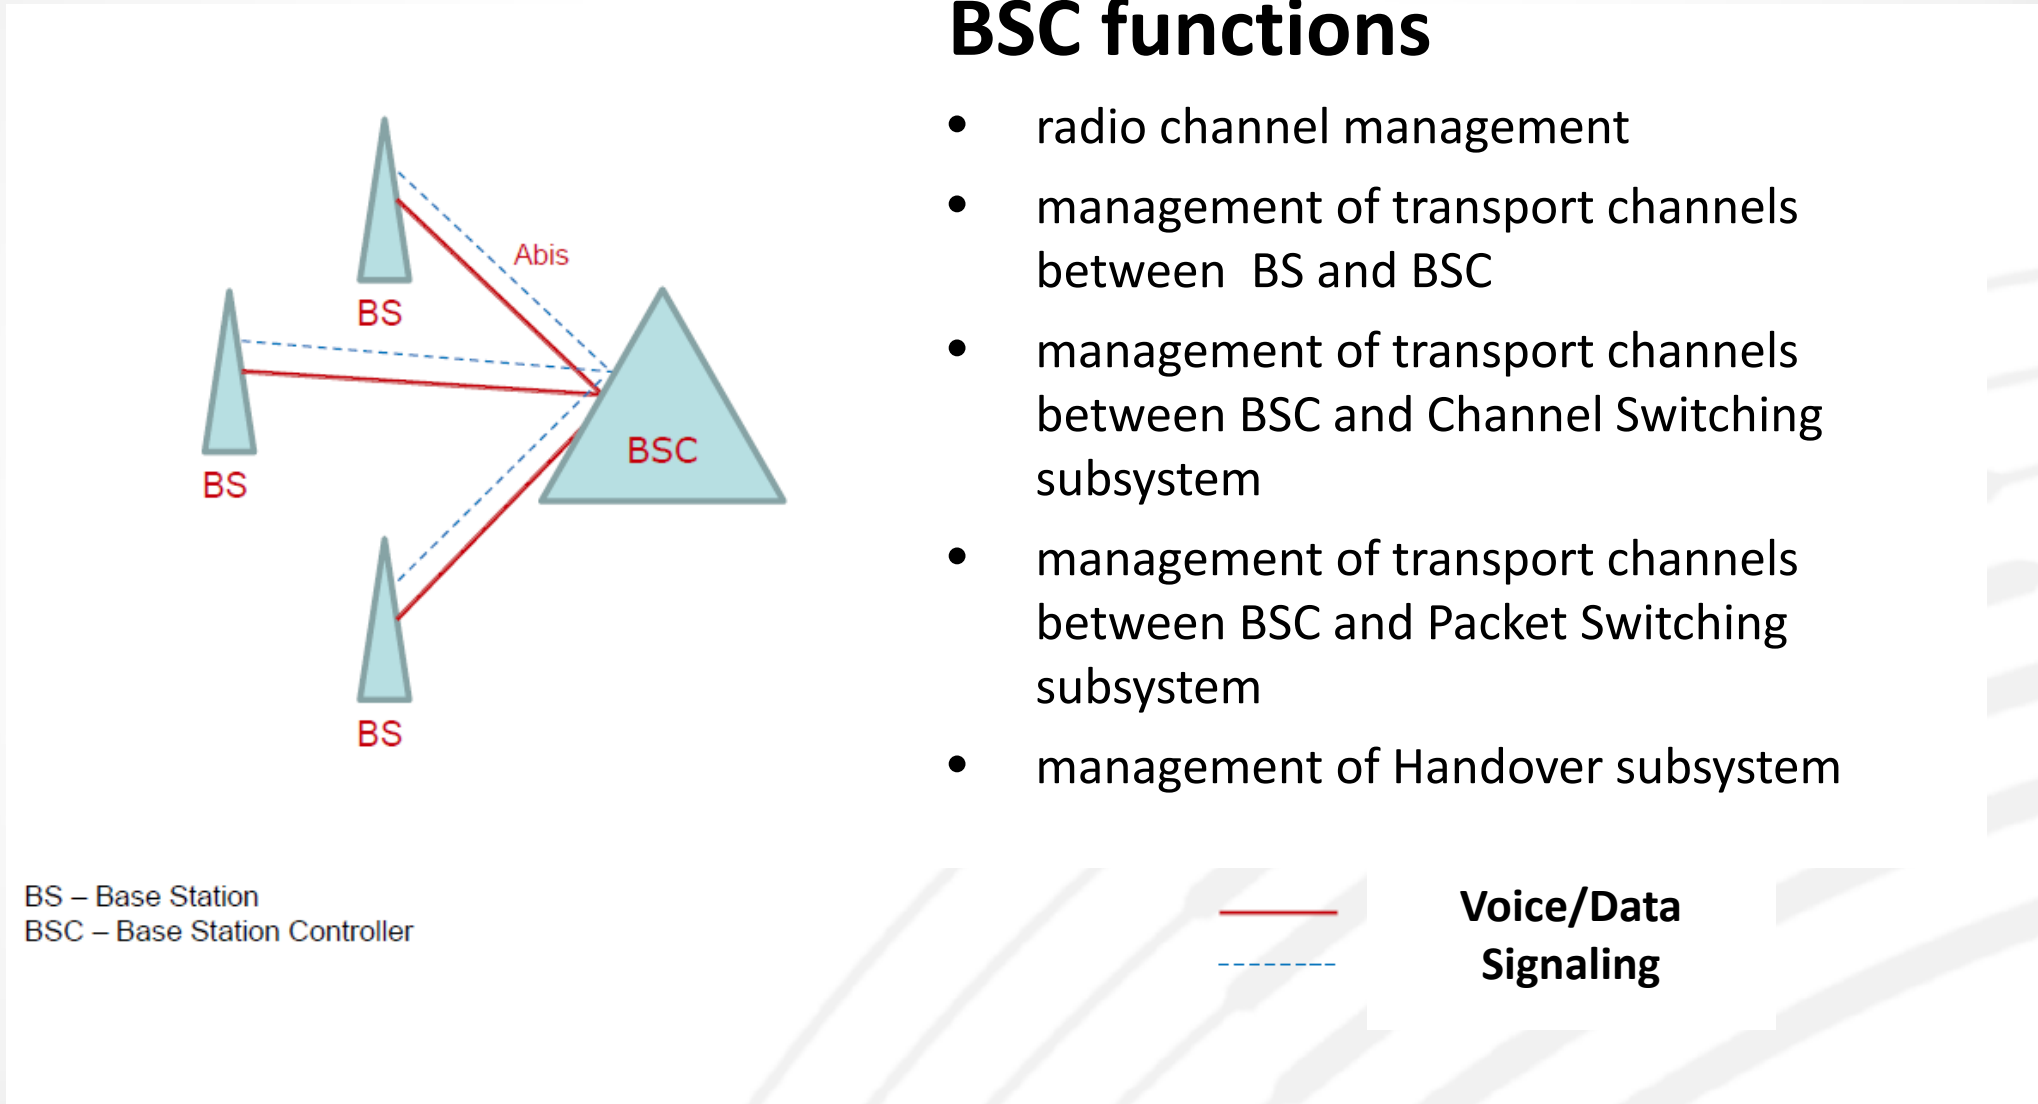 BSC functions
• radio channel management
• management of transport channels
between  BS and BSC
• management of transport channels
between BSC and Channel Switching
subsystem
• management of transport channels
between BSC and Packet Switching
subsystem
• management of Handover subsystem
Abis
BS
BS
BSC
BS
BS – Base Station
BSC – Base Station Controller
Voice/Data
Signaling